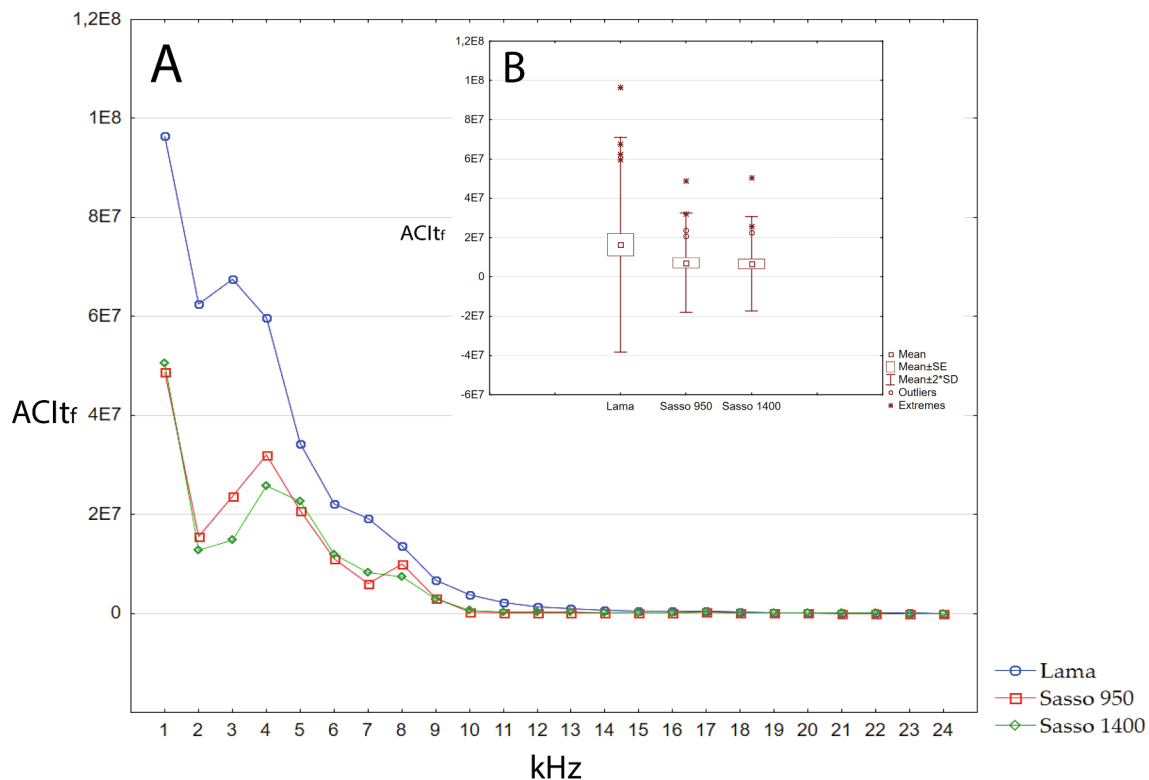 A
1,2E8
1E8
8E7
6E7
4E7
2E7
0
ACItf
1 2 3 4 5 6 7 8 9 10 11 12 13 14 15 16 17 18 19 20 21 22 23 24
kHz
B
1,2E8
1E8
8E7
6E7
4E7
2E7
0
-2E7
-4E7
-6E7
ACItf
Lama Sasso 950 Sasso 1400
Mean
Mean±SE
Mean±2*SD
Outliers
Extremes
Lama
Sasso 950
Sasso 1400